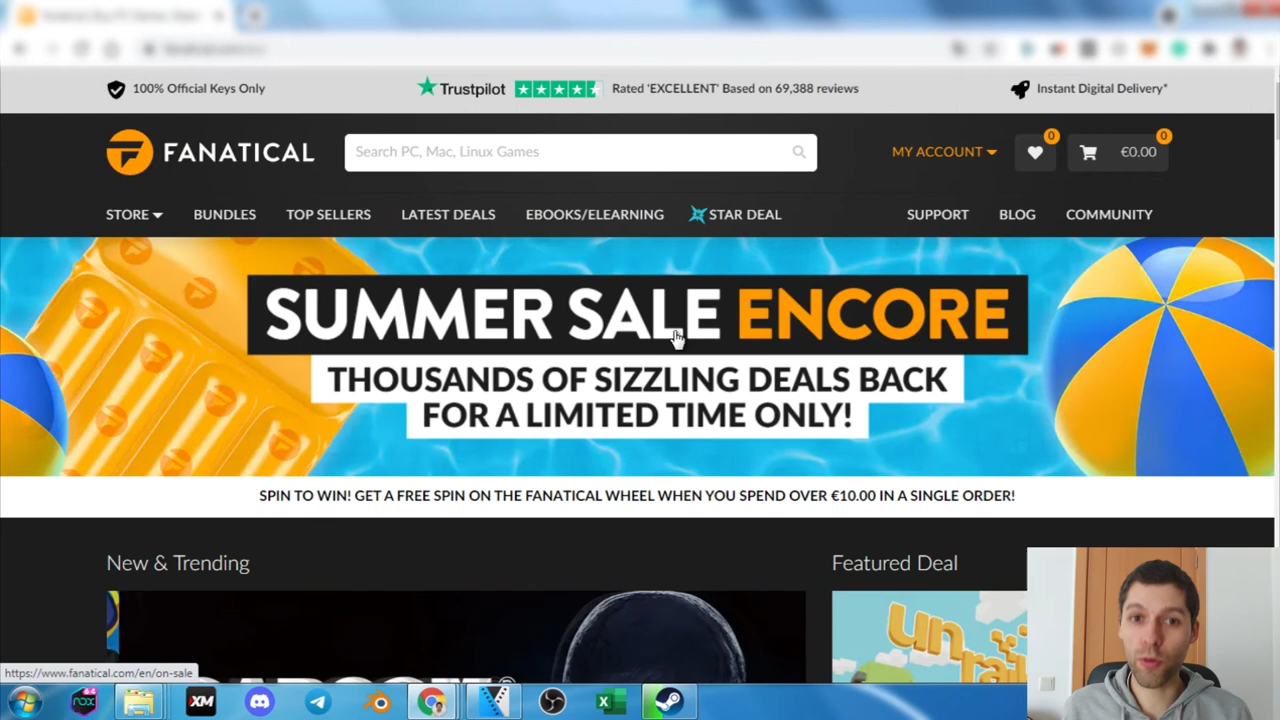 100% Official Keys Only
Trustpilot
Rated 'EXCELLENT' Based on 69,388 reviews
Instant Digital Delivery*
FANATICAL
Search PC, Mac, Linux Games
MY ACCOUNT
0
0
€0.00
STORE
BUNDLES
TOP SELLERS
LATEST DEALS
EBOOKS/ELEARNING
STAR DEAL
SUPPORT
BLOG
COMMUNITY
SUMMER SALE ENCORE
THOUSANDS OF SIZZLING DEALS BACK
FOR A LIMITED TIME ONLY!
SPIN TO WIN! GET A FREE SPIN ON THE FANATICAL WHEEL WHEN YOU SPEND OVER €10.00 IN A SINGLE ORDER!
New & Trending
Featured Deal
https://www.fanatical.com/en/on-sale
64
nox
XM